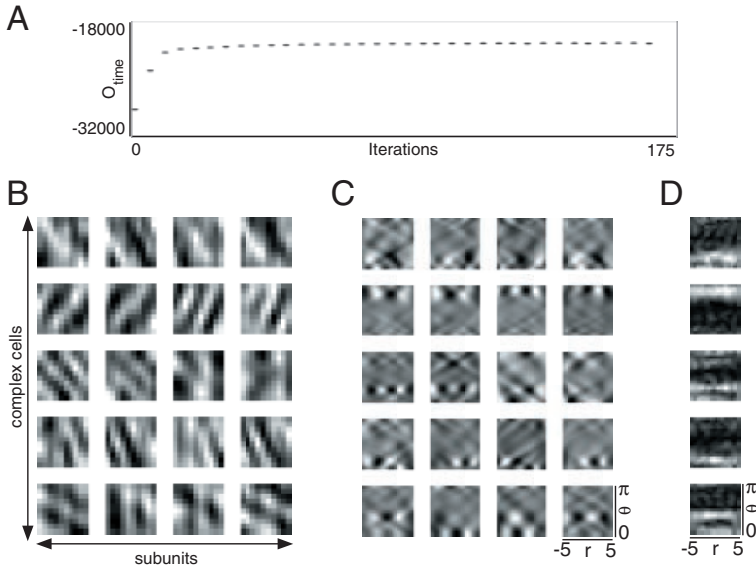 A
-18000
O time
-32000
0
Iterations
175
B
C
D
complex cells
subunits
π
θ
0
-5 r 5
π
θ
0
-5 r 5